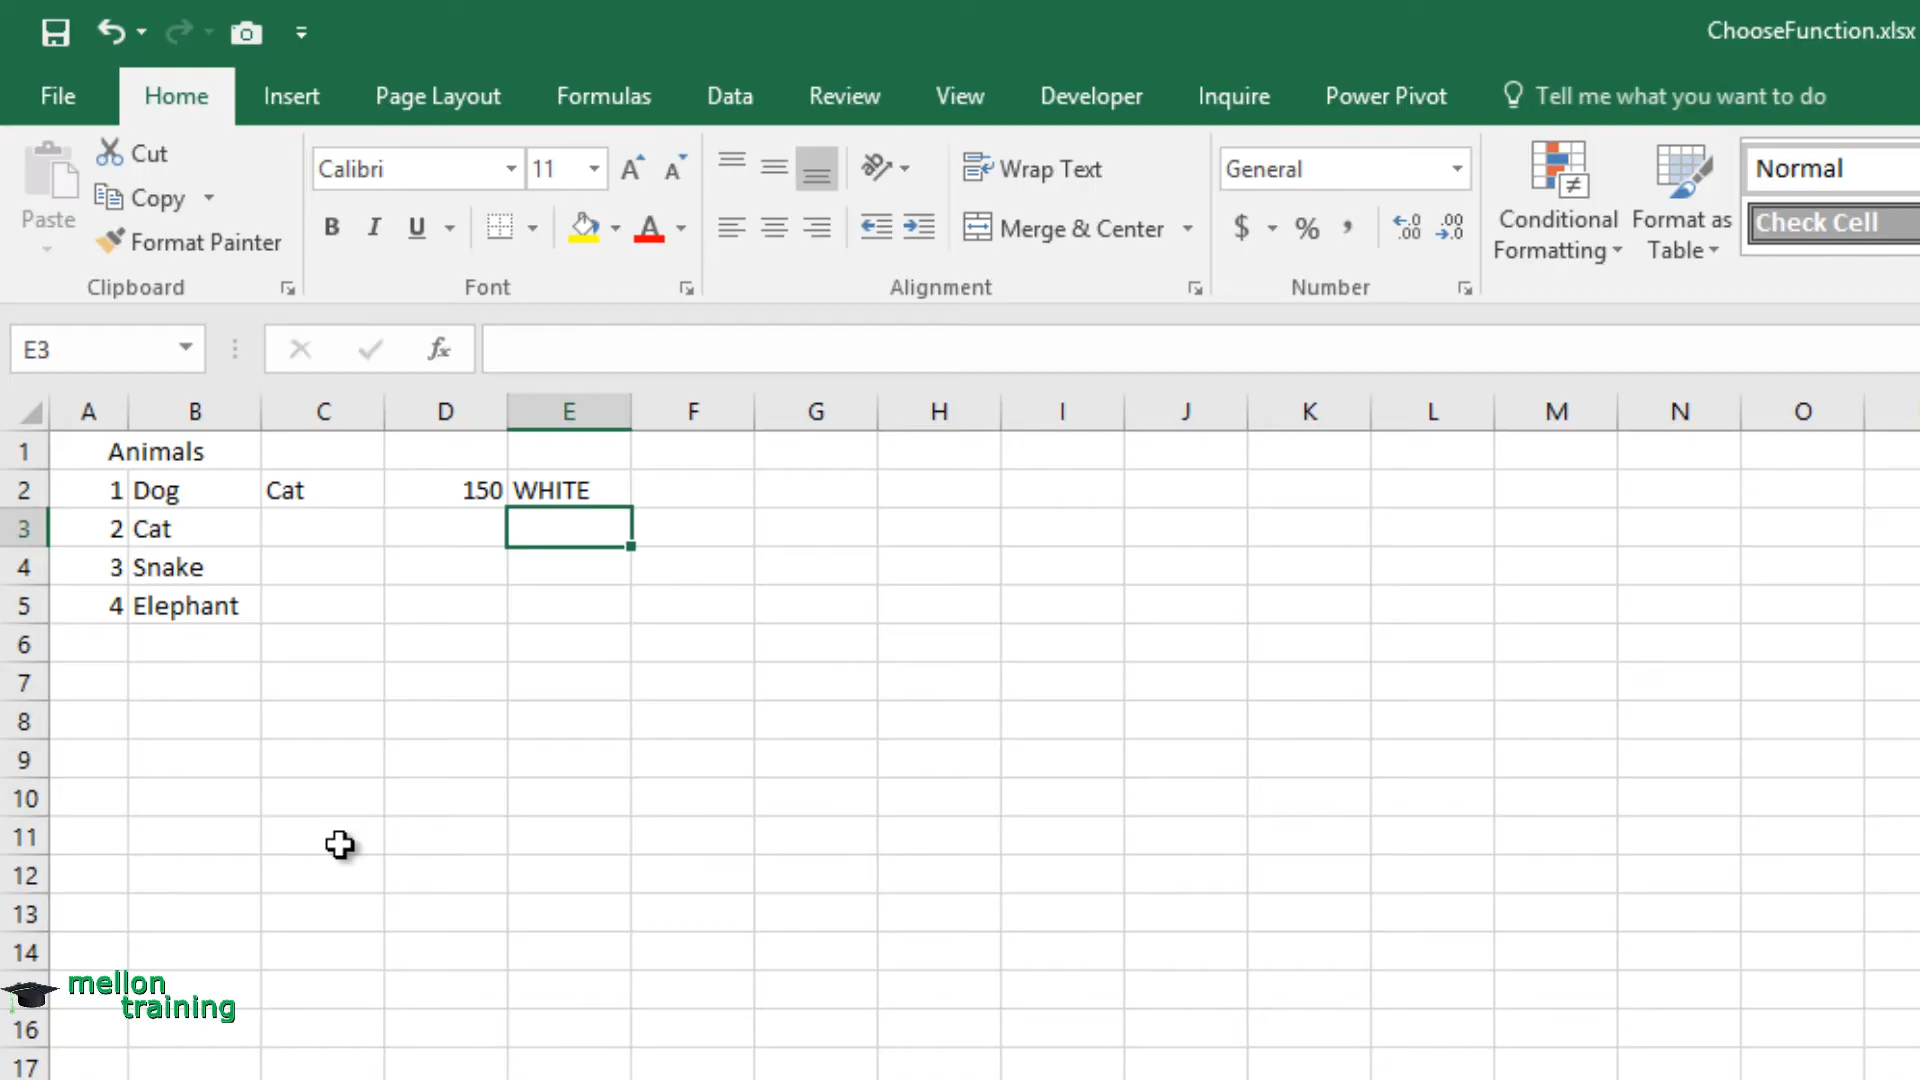 ChooseFunction.xlsx
File Home Insert Page Layout Formulas Data Review View Developer Inquire Power Pivot Tell me what you want to do
Paste
Cut
Copy
Format Painter
Clipboard
Calibri 11
B I U
Font
Wrap Text
Merge & Center
Alignment
General
$ % ,
Number
Conditional
Formatting
Format as
Table
Normal
Check Cell
E3 fx
A B C D E F G H I J K L M N O
1 Animals
2 1 Dog Cat 150 WHITE
3 2 Cat
4 3 Snake
5 4 Elephant
6
7
8
9
10
11
12
13
14
mellon
training
16
17